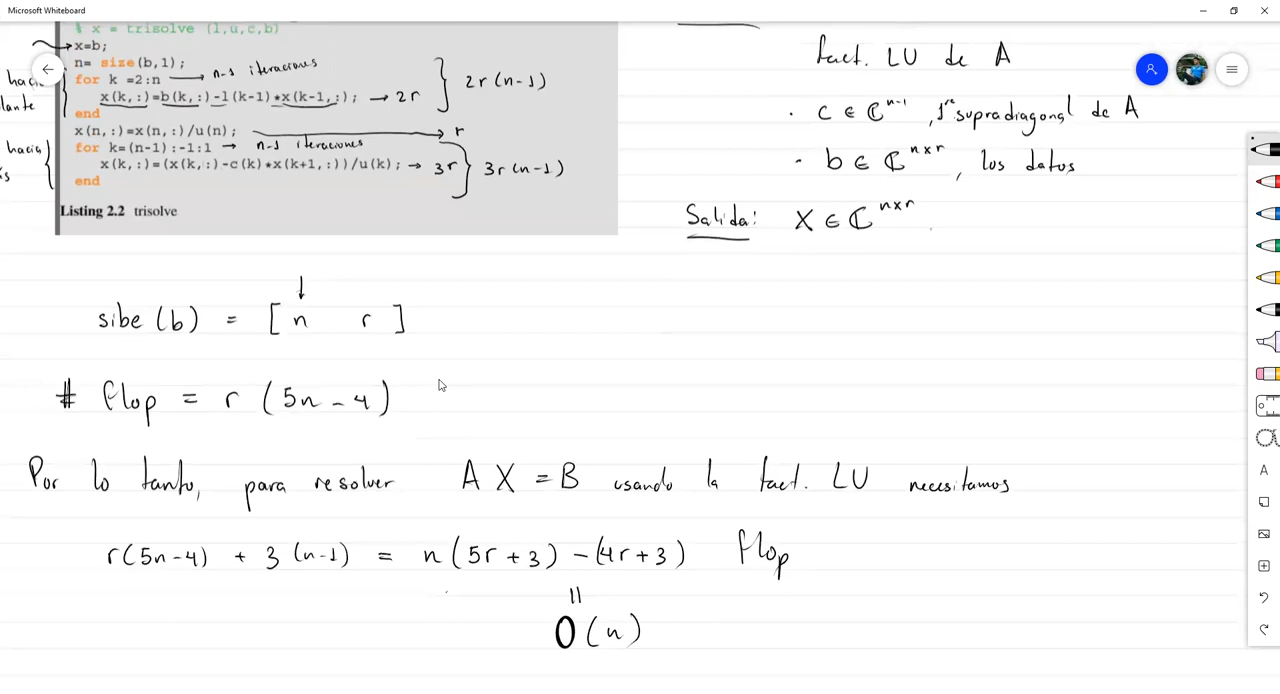 Microsoft Whiteboard
% x = trisolve (l,u,c,b)
x=b;
n= size(b,1);
for k =2:n → n-1 iteraciones
x(k,:)=b(k,:)-l(k-1)*x(k-1,:); → 2r } 2r(n-1)
end
x(n,:)=x(n,:)/u(n); → r
for k=(n-1):-1:1 → n-1 iteraciones
x(k,:)=(x(k,:)-c(k)*x(k+1,:))/u(k); → 3r } 3r(n-1)
end
Listing 2.2 trisolve
hacia
fact. LU de A
· c ∈ ℂ^{n-1}, 1^{ra} supradiagonal de A
· b ∈ ℂ^{n×r}, los datos
Salida: X ∈ ℂ^{n×r}.
sibe (b) = [ n r ]
# flop = r (5n - 4)
Por lo tanto, para resolver A X = B usando la fact. LU necesitamos
r(5n-4) + 3 (n-1) = n(5r+3) - (4r+3) flop
O(n)